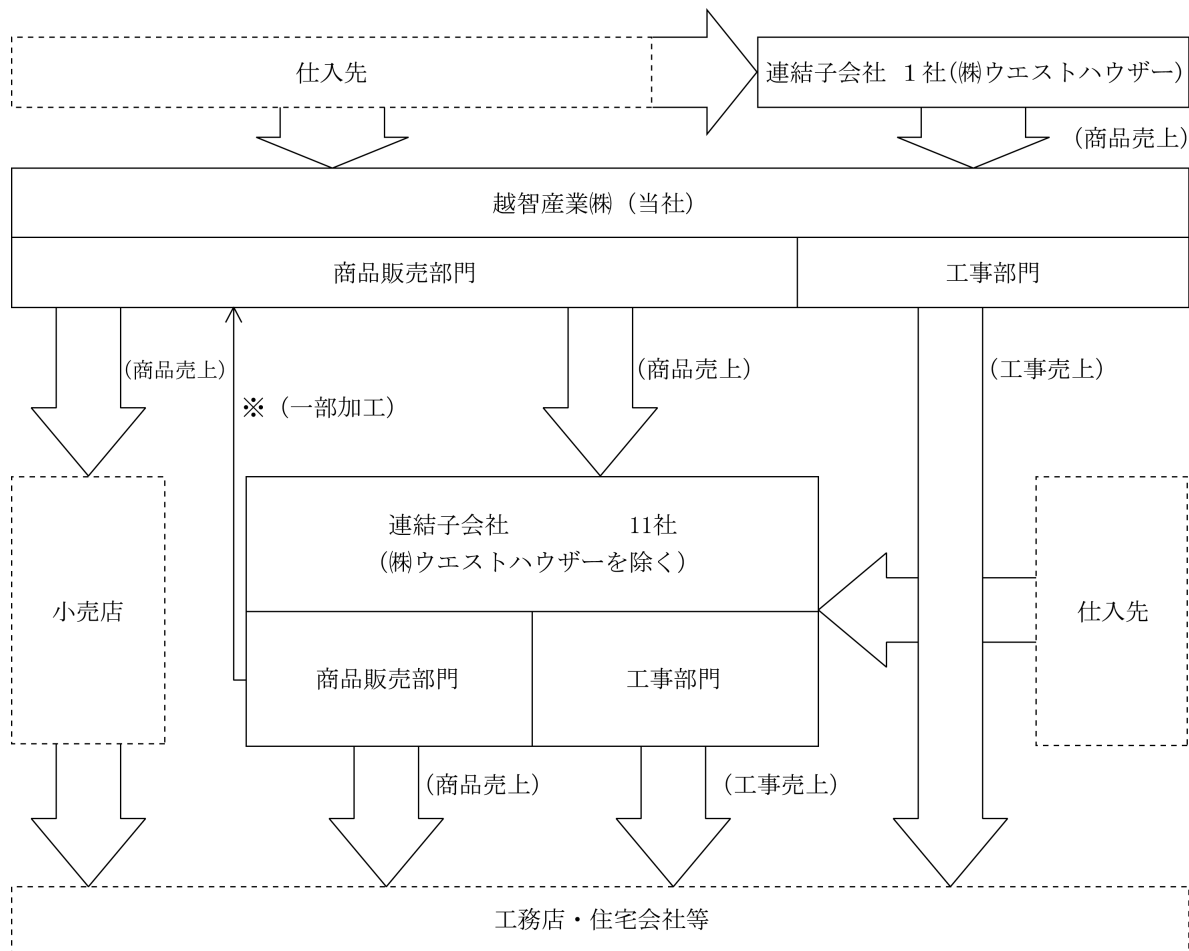 仕入先
連結子会社 1社(㈱ウエストハウザー)
(商品売上)
越智産業㈱(当社)
商品販売部門
工事部門
(商品売上)
(商品売上)
(工事売上)
※(一部加工)
連結子会社 11社
(㈱ウエストハウザーを除く)
小売店
仕入先
商品販売部門
工事部門
(商品売上)
(工事売上)
工務店・住宅会社等